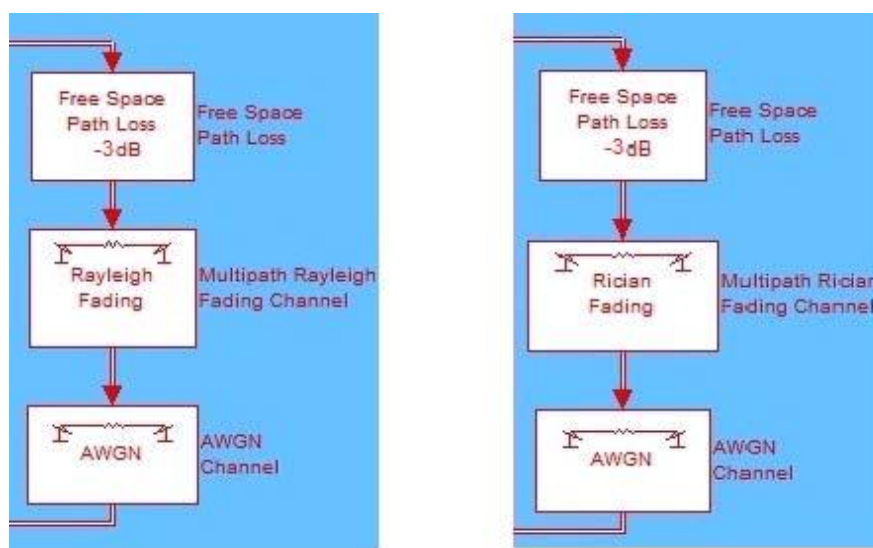 Free Space
Path Loss
-3dB
Free Space
Path Loss
Rayleigh
Fading
Multipath Rayleigh
Fading Channel
AWGN
AWGN
Channel
Free Space
Path Loss
-3dB
Free Space
Path Loss
Rician
Fading
Multipath Rician
Fading Channel
AWGN
AWGN
Channel